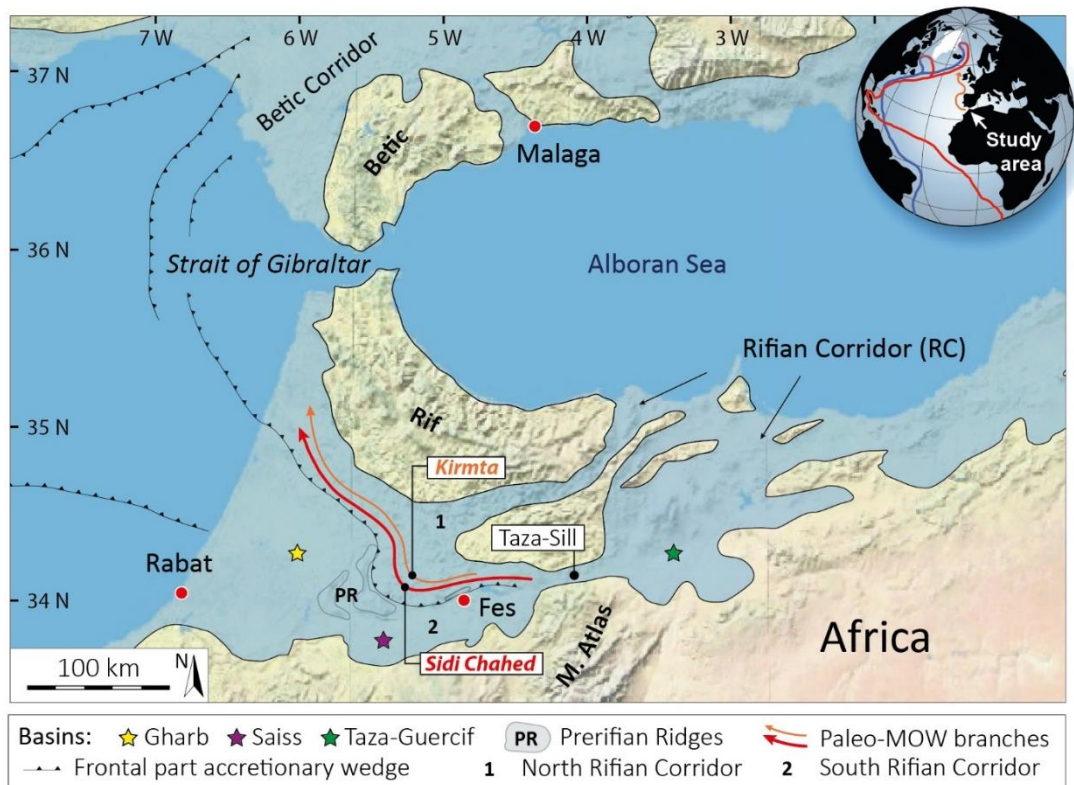 7 W
6 W
5 W
4 W
3 W
37 N
36 N
35 N
34 N
Betic Corridor
Betic
Malaga
Study
area
Strait of Gibraltar
Alboran Sea
Rifian Corridor (RC)
Rif
Kirmta
1
Taza-Sill
Rabat
PR
Fes
2
Sidi Chahed
M. Atlas
Africa
100 km
N
Basins: Gharb Saiss Taza-Guercif PR Prerifian Ridges Paleo-MOW branches
Frontal part accretionary wedge 1 North Rifian Corridor 2 South Rifian Corridor